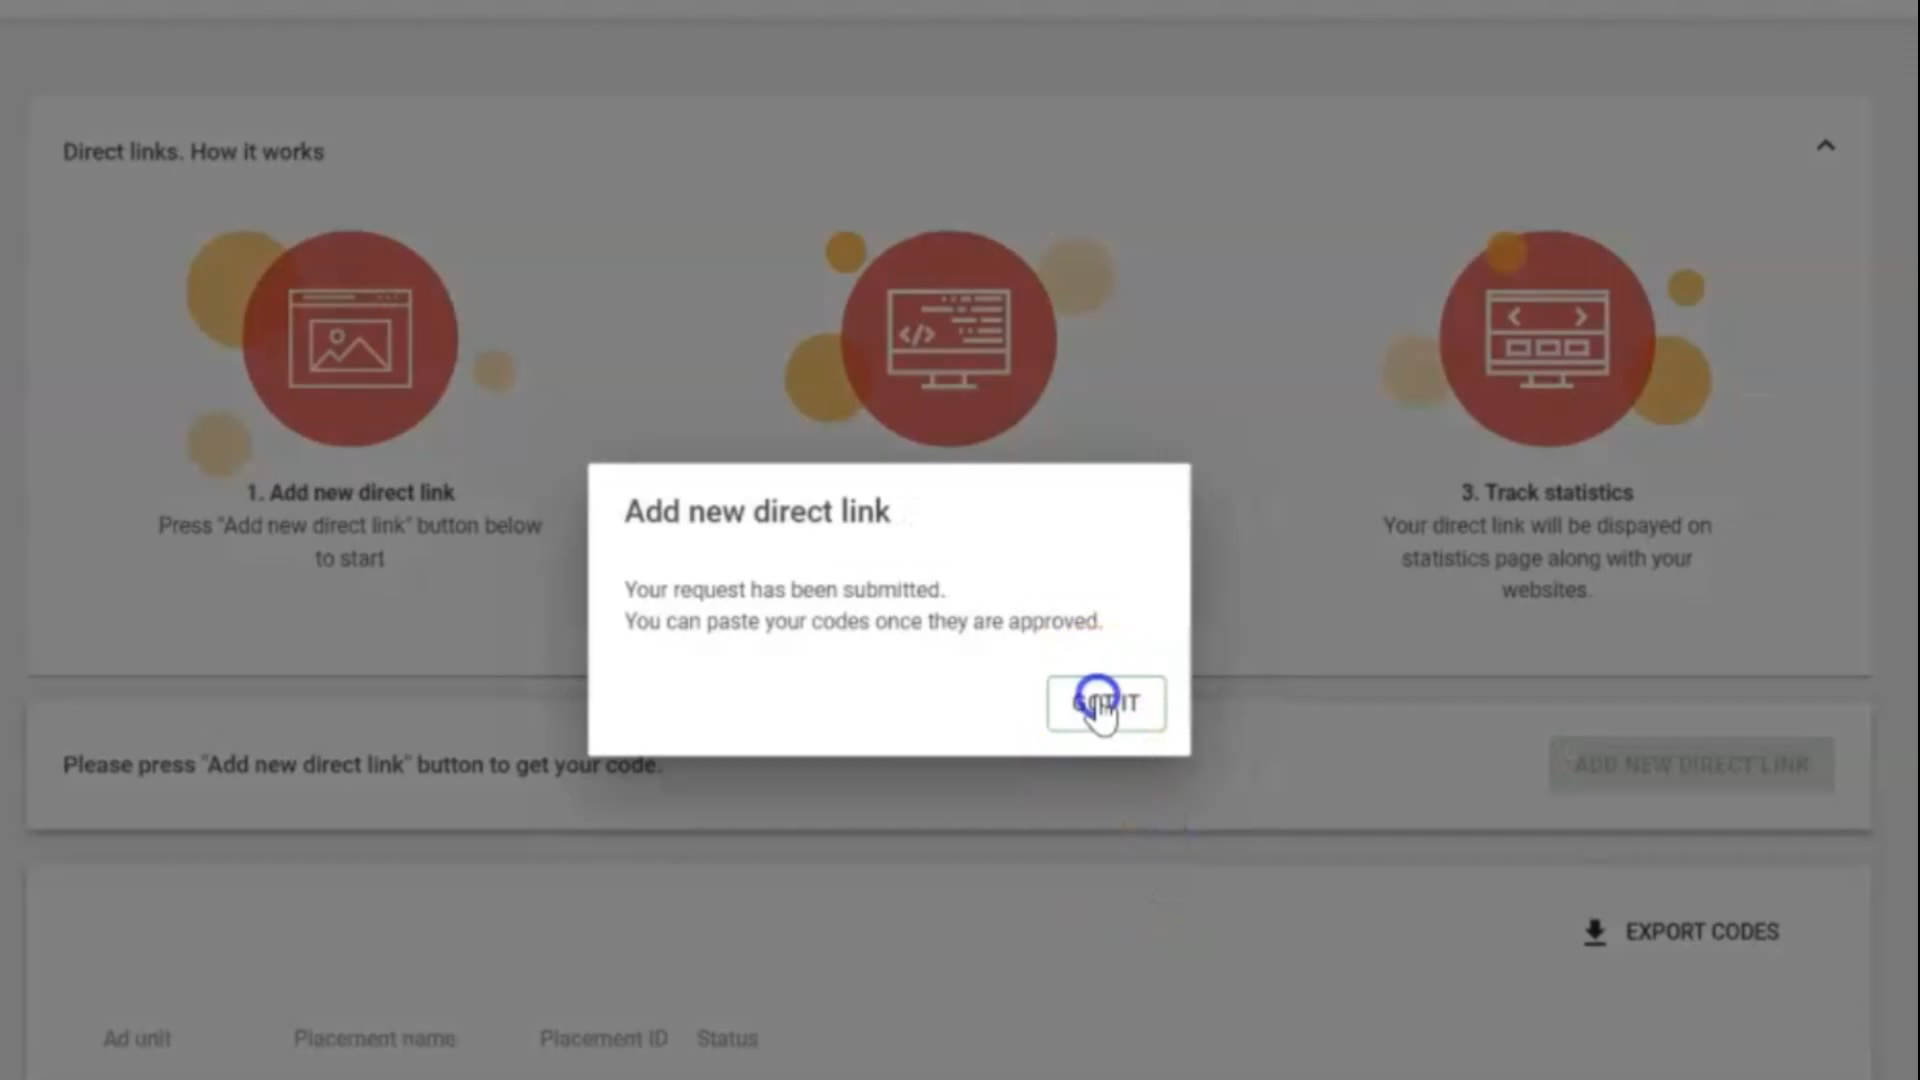 Direct links. How it works
1. Add new direct link
Press "Add new direct link" button below
to start
3. Track statistics
Your direct link will be dispayed on
statistics page along with your
websites.
Add new direct link
Your request has been submitted.
You can paste your codes once they are approved.
GOT IT
Please press "Add new direct link" button to get your code.
ADD NEW DIRECT LINK
EXPORT CODES
Ad unit Placement name Placement ID Status